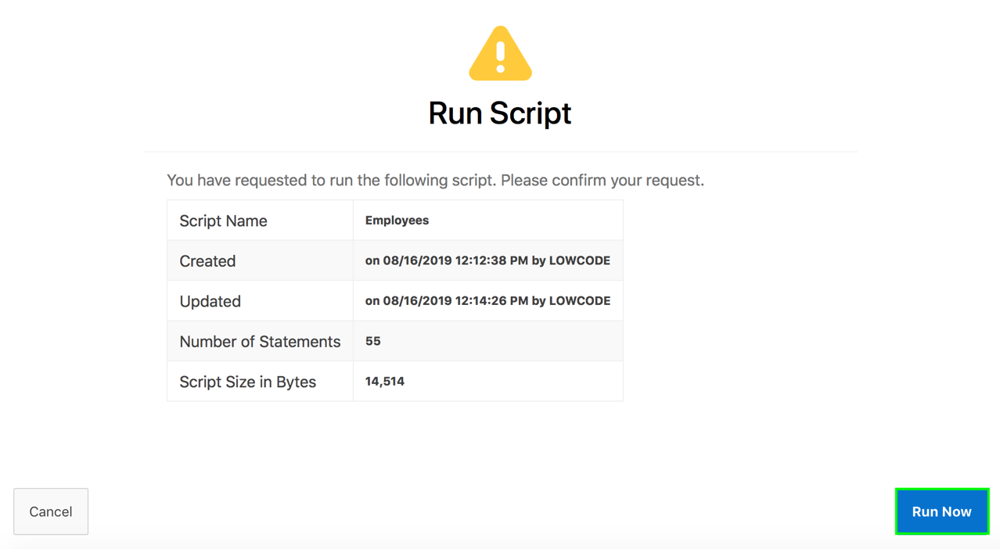 Run Script
You have requested to run the following script. Please confirm your request.
Script Name Employees
Created on 08/16/2019 12:12:38 PM by LOWCODE
Updated on 08/16/2019 12:14:26 PM by LOWCODE
Number of Statements 55
Script Size in Bytes 14,514
Cancel Run Now